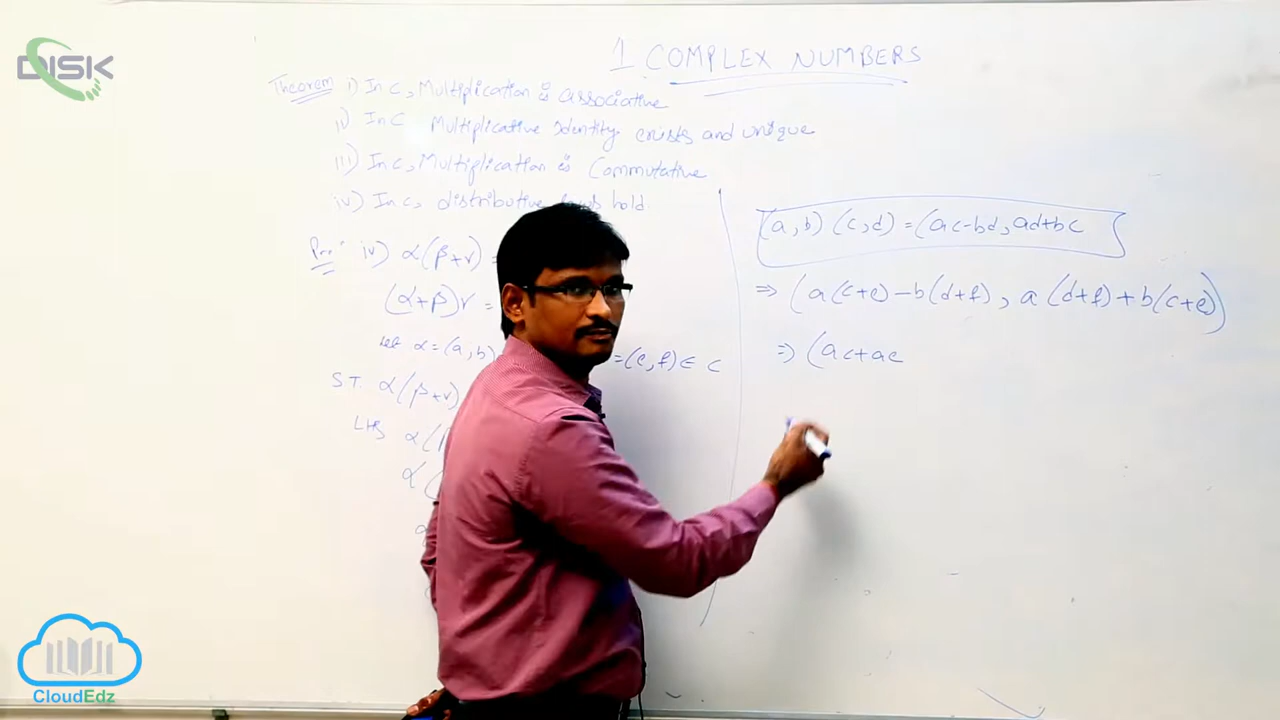 DISK
1 COMPLEX NUMBERS
Theorem i) In C, Multiplication is associative
ii) In C Multiplicative Identity exists and unique
iii) In C, Multiplication is Commutative
iv) In C, distributive laws hold.
iv) α(β+γ) =
(α+β)γ =
let α=(a,b) =(e,f)∈ C
S.T. α(β+γ)
LHS α(
α(
(a,b) (c,d) = (ac-bd, ad+bc
⇒ (a(c+e)-b(d+f), a(d+f)+b(c+e))
⇒ (ac+ae
CloudEdz